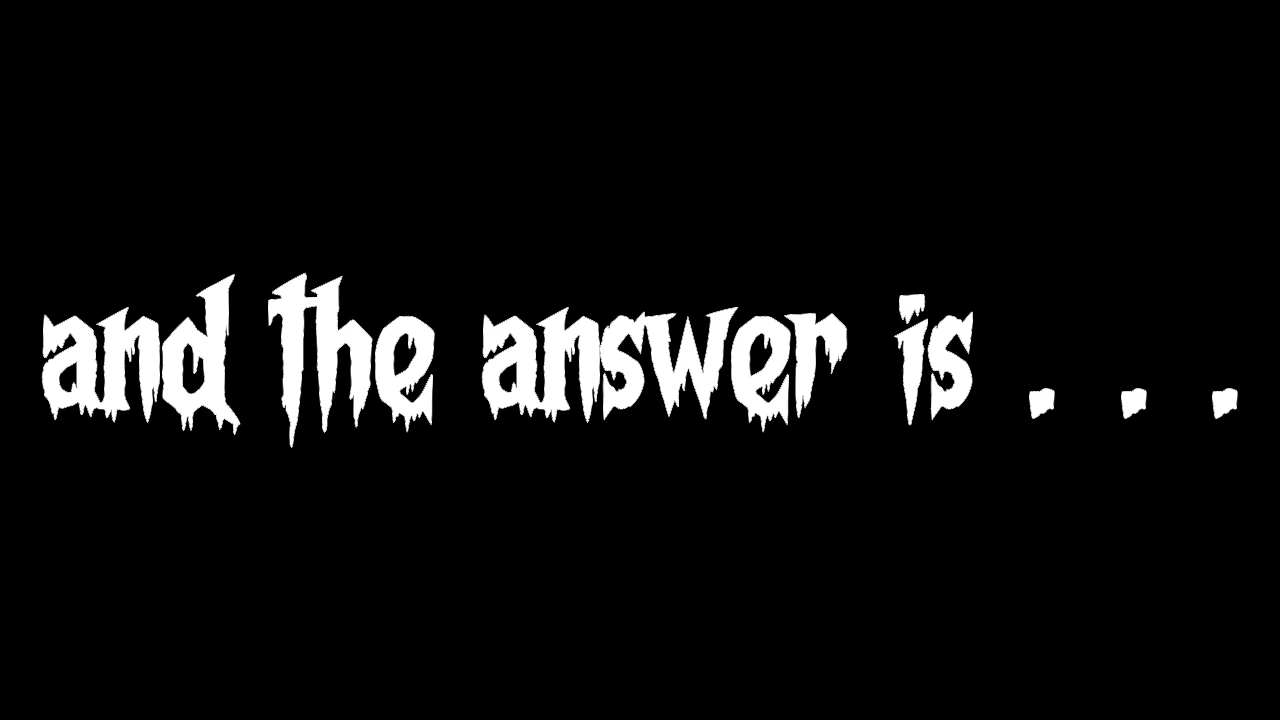 and the answer is . . .